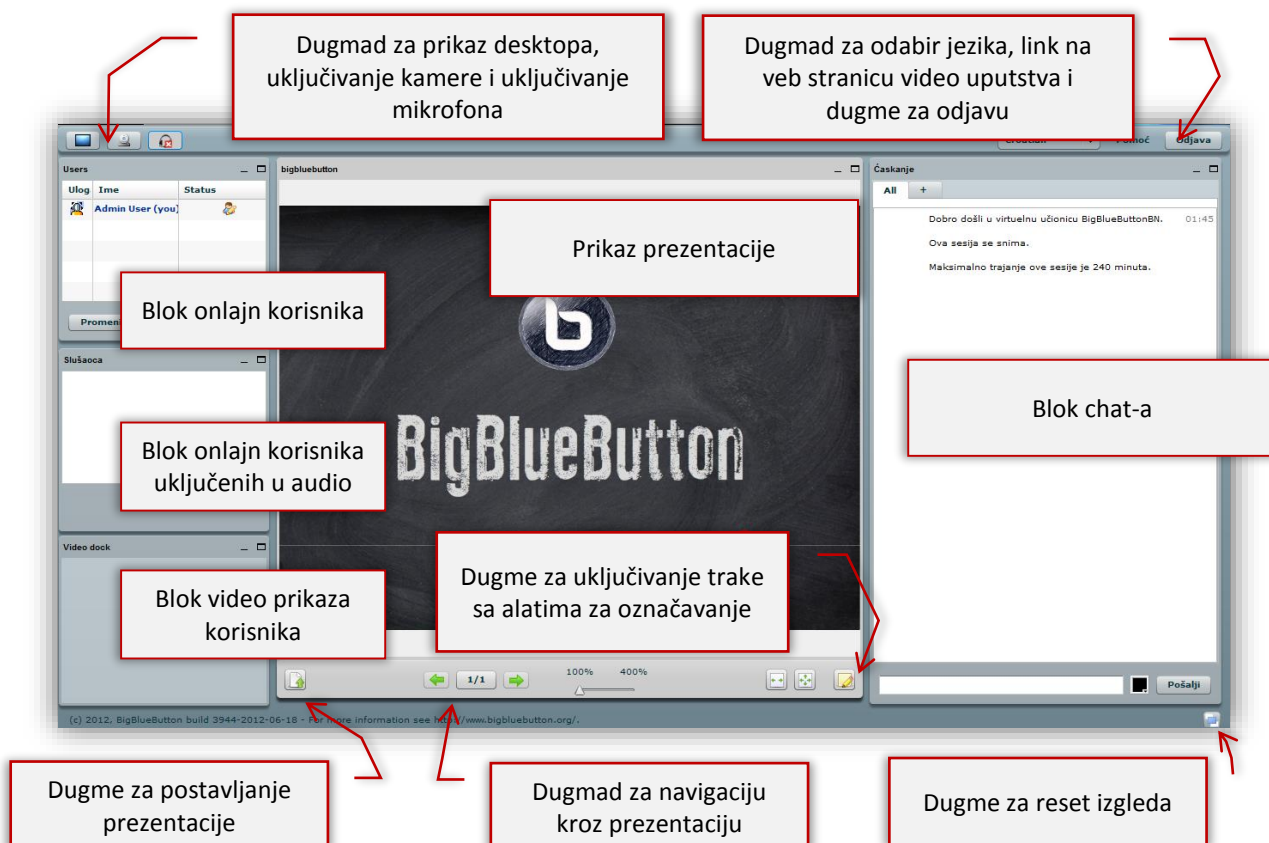 Dugmad za prikaz desktopa,
uključivanje kamere i uključivanje
mikrofona
Dugmad za odabir jezika, link na
veb stranicu video uputstva i
dugme za odjavu
Croatian Pomoć Odjava
Users
Ulog Ime Status
Admin User (you)
Blok onlajn korisnika
Promen
Slušaoca
Blok onlajn korisnika
uključenih u audio
Video dock
Blok video prikaza
korisnika
bigbluebutton
Prikaz prezentacije
b
BigBlueButton
Dugme za uključivanje trake
sa alatima za označavanje
1/1
100% 400%
Ćaskanje
All +
Dobro došli u virtuelnu učionicu BigBlueButtonBN. 01:45
Ova sesija se snima.
Maksimalno trajanje ove sesije je 240 minuta.
Blok chat-a
Pošalji
(c) 2012, BigBlueButton build 3944-2012-06-18 - For more information see http://www.bigbluebutton.org/.
Dugme za postavljanje
prezentacije
Dugmad za navigaciju
kroz prezentaciju
Dugme za reset izgleda